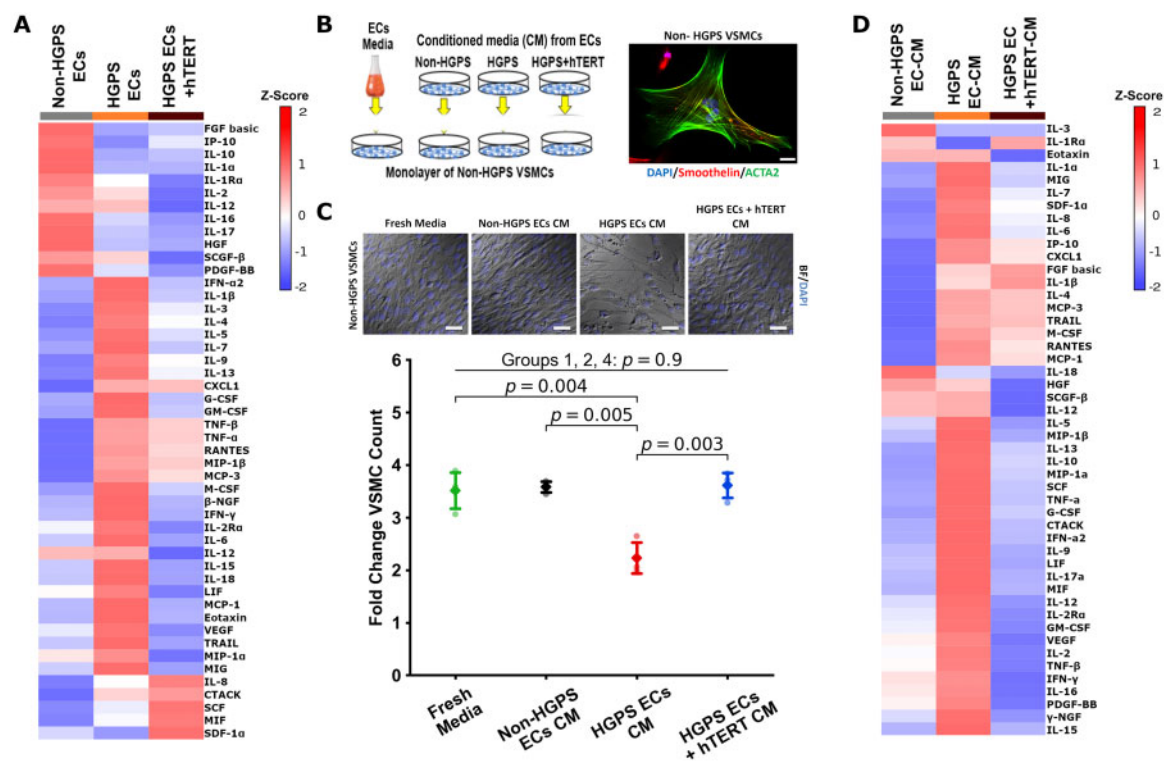 A
Non-HGPS
ECs
HGPS
ECs
HGPS ECs
+hTERT
Z-Score
2
1
0
-1
-2
FGF basic
IP-10
IL-10
IL-1α
IL-1Rα
IL-2
IL-12
IL-16
IL-17
HGF
SCGF-β
PDGF-BB
IFN-α2
IL-1β
IL-3
IL-4
IL-5
IL-7
IL-9
IL-13
CXCL1
G-CSF
GM-CSF
TNF-β
TNF-α
RANTES
MIP-1β
MCP-3
M-CSF
β-NGF
IFN-γ
IL-2Rα
IL-6
IL-12
IL-15
IL-18
LIF
MCP-1
Eotaxin
VEGF
TRAIL
MIP-1α
MIG
IL-8
CTACK
SCF
MIF
SDF-1α
B
ECs
Media
Conditioned media (CM) from ECs
Non-HGPS HGPS HGPS+hTERT
Monolayer of Non-HGPS VSMCs
Non- HGPS VSMCs
DAPI/Smoothelin/ACTA2
C
Fresh Media
Non-HGPS ECs CM
HGPS ECs CM
HGPS ECs + hTERT
CM
Non-HGPS VSMCs
BF/DAPI
Fold Change VSMC Count
6
5
4
3
2
1
0
Groups 1, 2, 4: p = 0.9
p = 0.004
p = 0.005
p = 0.003
Fresh
Media
Non-HGPS
ECs CM
HGPS ECs
CM
HGPS ECs
+ hTERT CM
D
Non-HGPS
EC-CM
HGPS
EC-CM
HGPS EC
+hTERT-CM
Z-Score
2
1
0
-1
-2
IL-3
IL-1Rα
Eotaxin
IL-1α
MIG
IL-7
SDF-1α
IL-8
IL-6
IP-10
CXCL1
FGF basic
IL-1β
IL-4
MCP-3
TRAIL
M-CSF
RANTES
MCP-1
IL-18
HGF
SCGF-β
IL-12
IL-5
MIP-1β
IL-13
IL-10
MIP-1a
SCF
TNF-a
G-CSF
CTACK
IFN-a2
IL-9
LIF
IL-17a
MIF
IL-12
IL-2Rα
GM-CSF
VEGF
IL-2
TNF-β
IFN-γ
IL-16
PDGF-BB
γ-NGF
IL-15